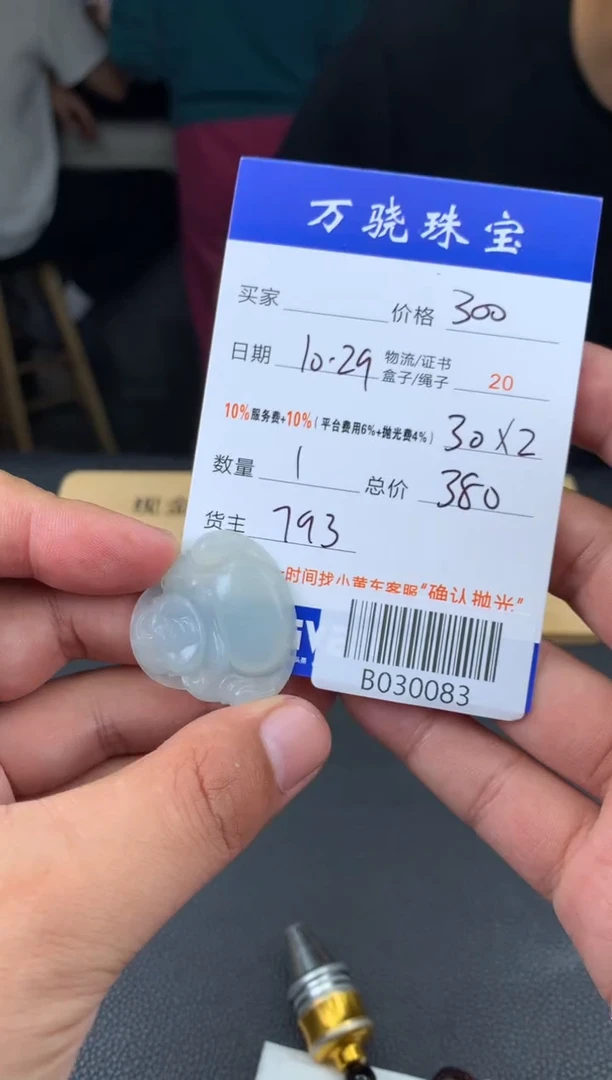 万骁珠宝
买家 价格 300
日期 10.29 物流/证书 盒子/绳子 20
10%服务费+10%(平台费用6%+抛光费4%) 30X2
数量 1 总价 380
货主 793
时间找小黄车客服"确认抛光"
B030083
现金